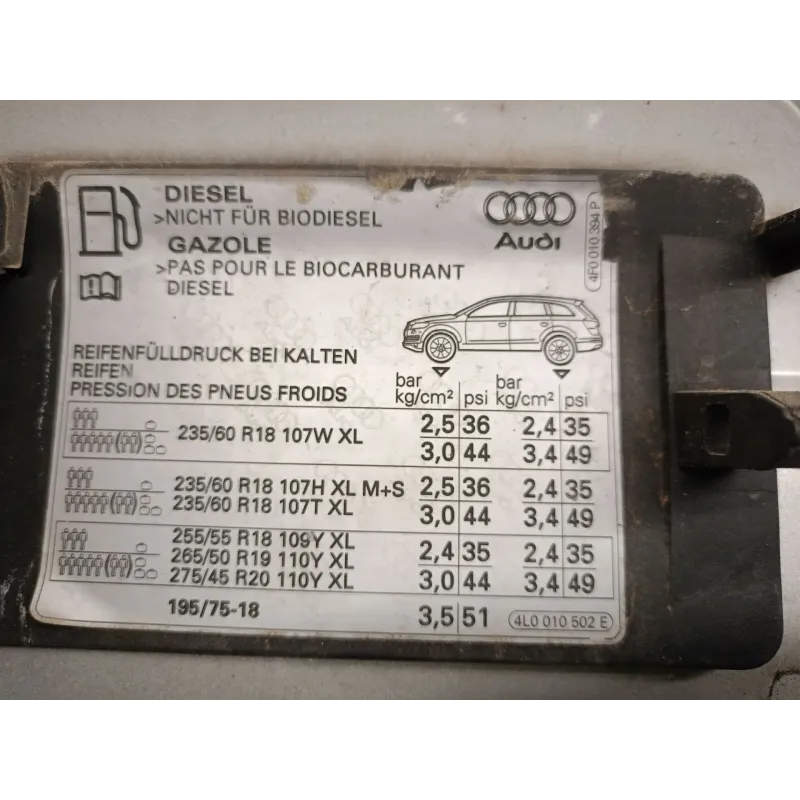 DIESEL
>NICHT FÜR BIODIESEL
GAZOLE
>PAS POUR LE BIOCARBURANT
DIESEL
Audi
4F0 010 394 P
REIFENFÜLLDRUCK BEI KALTEN
REIFEN
PRESSION DES PNEUS FROIDS
bar bar
kg/cm² psi kg/cm² psi
235/60 R18 107W XL 2,5 36 2,4 35
3,0 44 3,4 49
235/60 R18 107H XL M+S 2,5 36 2,4 35
235/60 R18 107T XL 3,0 44 3,4 49
255/55 R18 109Y XL
265/50 R19 110Y XL 2,4 35 2,4 35
275/45 R20 110Y XL 3,0 44 3,4 49
195/75-18 3,5 51 4L0 010 502 E